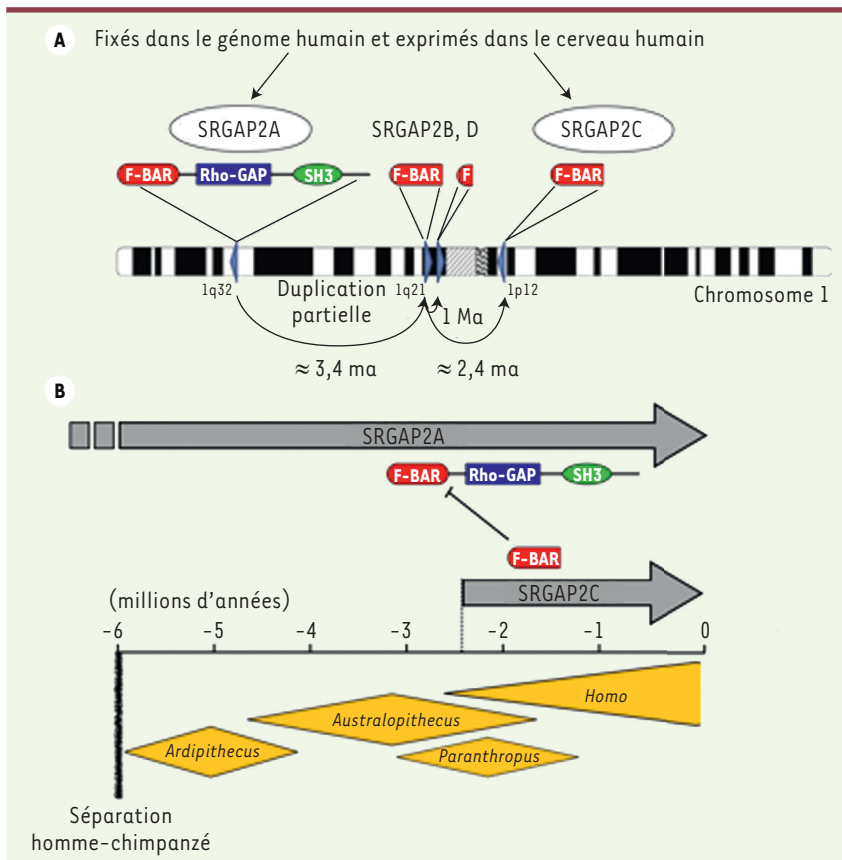 A Fixés dans le génome humain et exprimés dans le cerveau humain
SRGAP2A SRGAP2B, D SRGAP2C
F-BAR Rho-GAP SH3 F-BAR F F-BAR
1q32 Duplication partielle 1q21 1p12 Chromosome 1
1 Ma
≈ 3,4 ma ≈ 2,4 ma
B
SRGAP2A
F-BAR Rho-GAP SH3
F-BAR
SRGAP2C
(millions d'années)
-6 -5 -4 -3 -2 -1 0
Homo
Australopithecus
Ardipithecus Paranthropus
Séparation
homme-chimpanzé